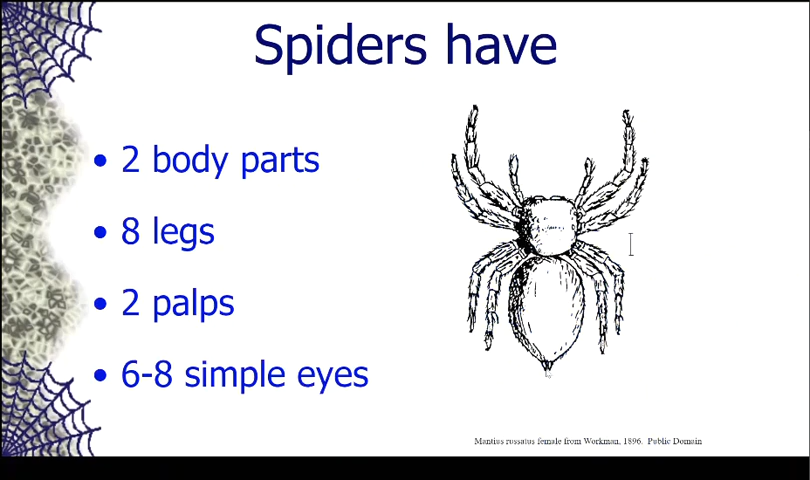 Spiders have
• 2 body parts
• 8 legs
• 2 palps
• 6-8 simple eyes
Mantius russatus female from Workman, 1896. Public Domain